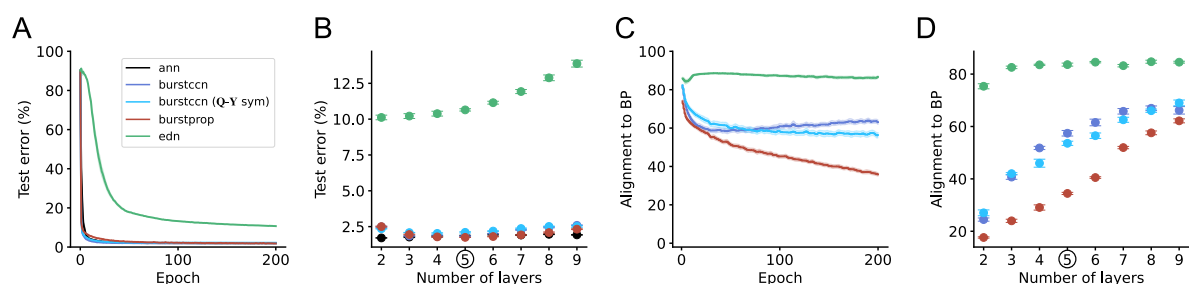 A
Test error (%)
100
80
60
40
20
0
0
100
200
Epoch
ann
burstccn
burstccn (Q-Y sym)
burstprop
edn
B
Test error (%)
12.5
10.0
7.5
5.0
2.5
2
3
4
5
6
7
8
9
Number of layers
C
Alignment to BP
100
80
60
40
20
0
0
100
200
Epoch
D
Alignment to BP
80
60
40
20
2
3
4
5
6
7
8
9
Number of layers